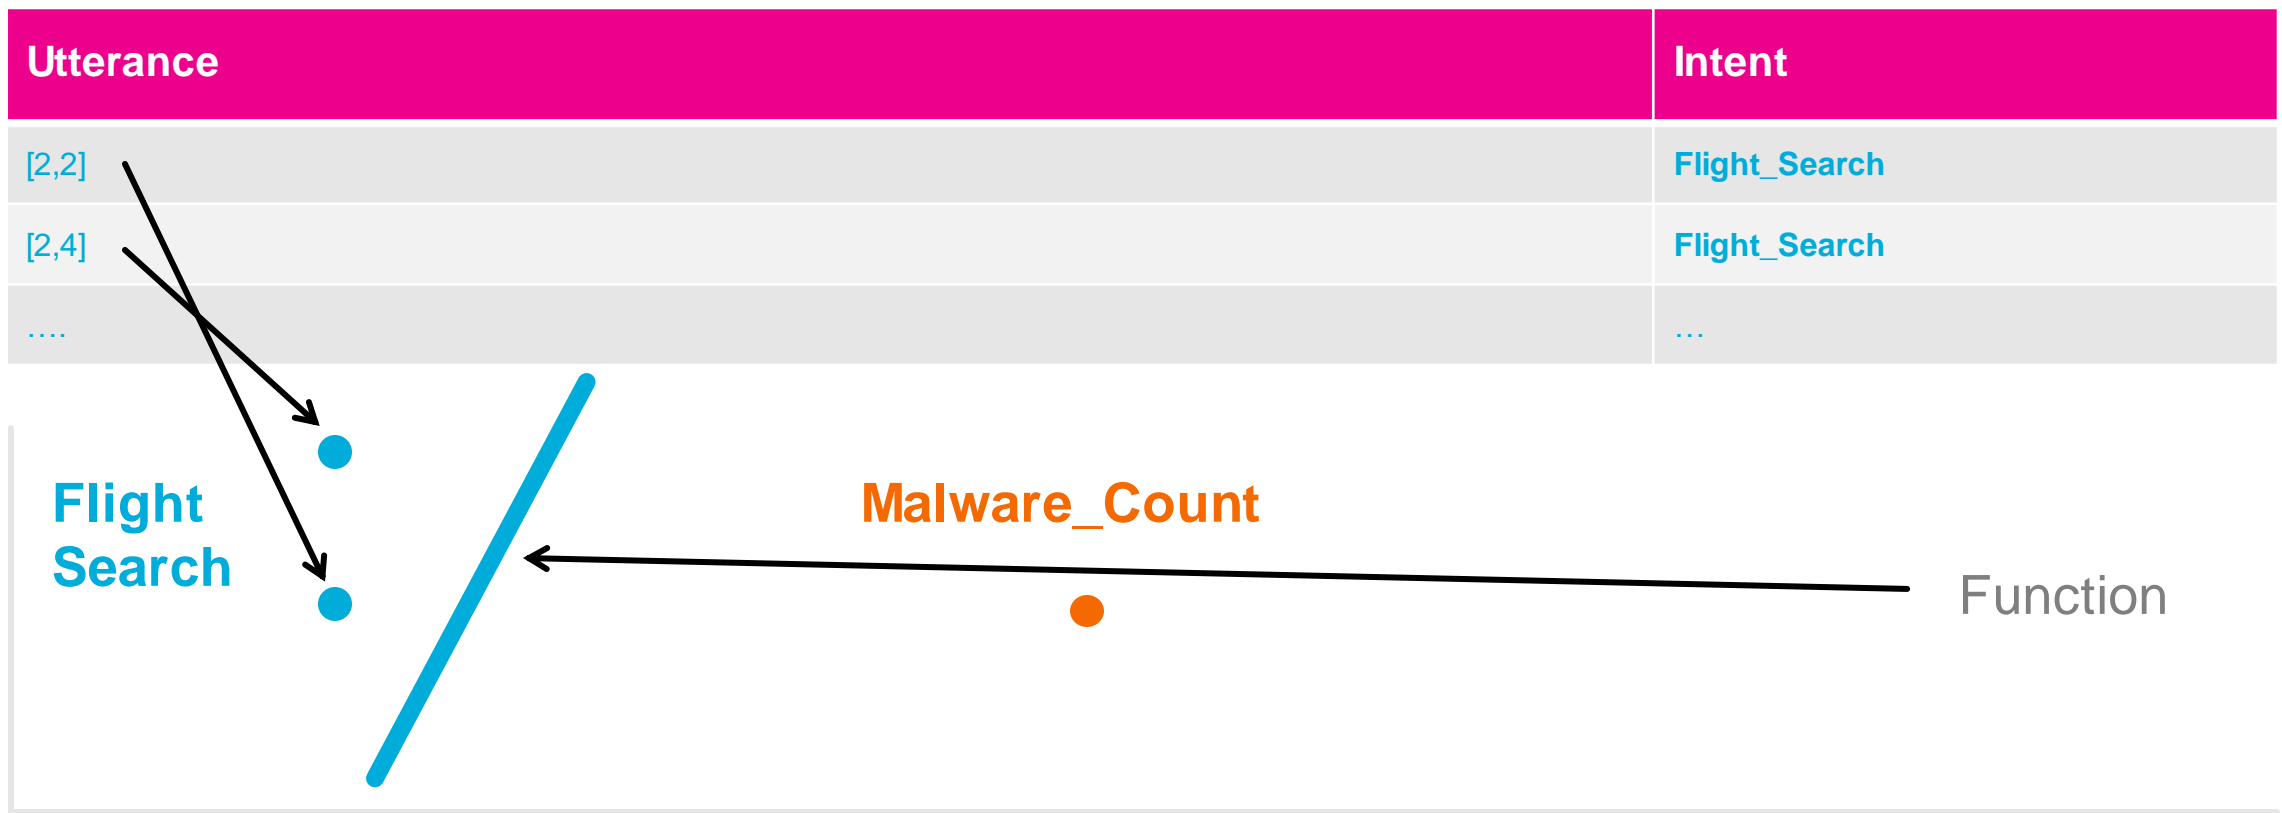 Utterance Intent
[2,2] Flight_Search
[2,4] Flight_Search
.... ...
Flight
Search
Malware_Count
Function